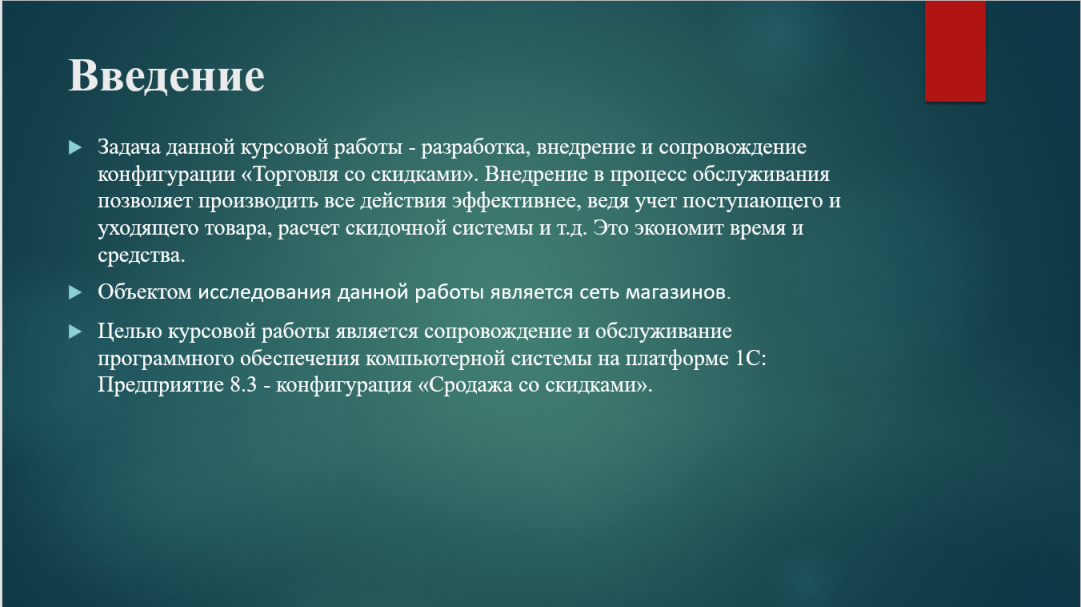 Введение
Задача данной курсовой работы - разработка, внедрение и сопровождение
конфигурации «Торговля со скидками». Внедрение в процесс обслуживания
позволяет производить все действия эффективнее, ведя учет поступающего и
уходящего товара, расчет скидочной системы и т.д. Это экономит время и
средства.
Объектом исследования данной работы является сеть магазинов.
Целью курсовой работы является сопровождение и обслуживание
программного обеспечения компьютерной системы на платформе 1С:
Предприятие 8.3 - конфигурация «Сродажа со скидками».